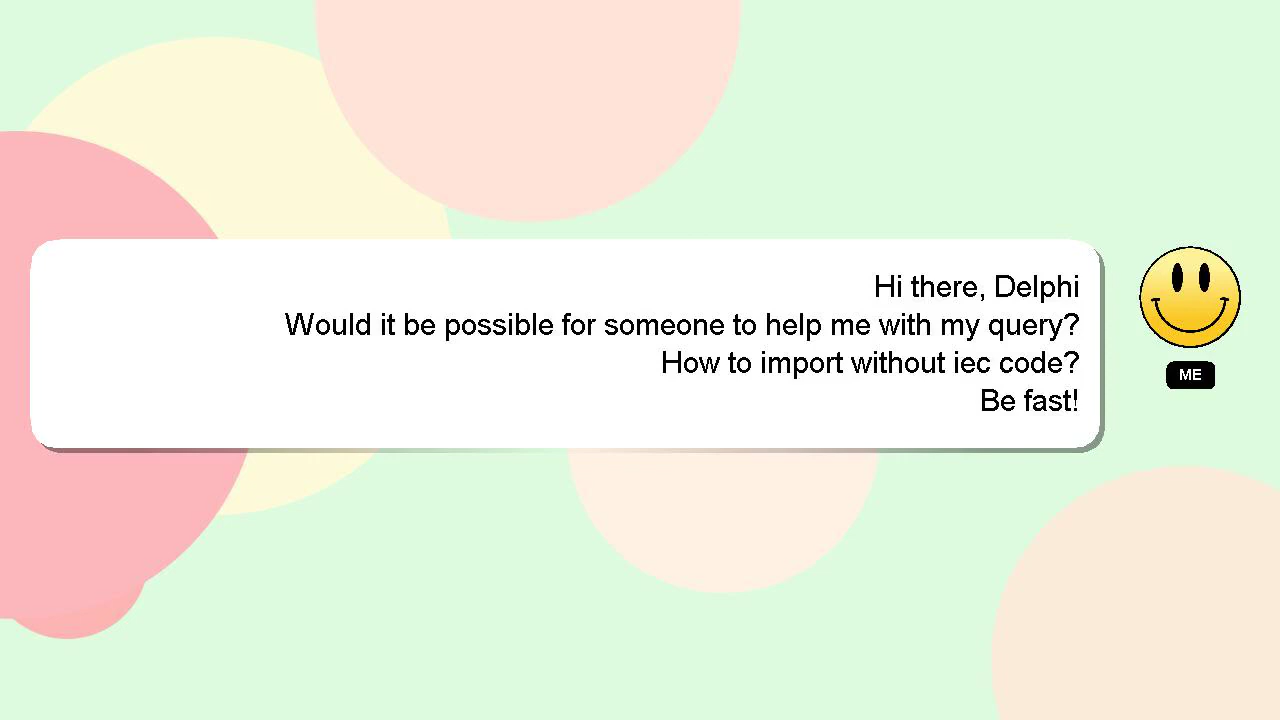 Hi there, Delphi
Would it be possible for someone to help me with my query?
How to import without iec code?
Be fast!
ME